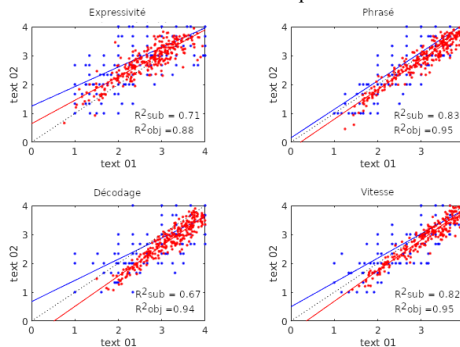 Expressivité
4
3
2
1
0
text 02
0 1 2 3 4
text 01
R²sub = 0.71
R²obj =0.88
Phrasé
4
3
2
1
0
text 02
0 1 2 3
text 01
R²sub = 0.83
R²obj =0.95
Décodage
4
3
2
1
0
text 02
0 1 2 3 4
text 01
R²sub = 0.67
R²obj =0.94
Vitesse
4
3
2
1
0
text 02
0 1 2 3
text 01
R²sub = 0.82
R²obj =0.95